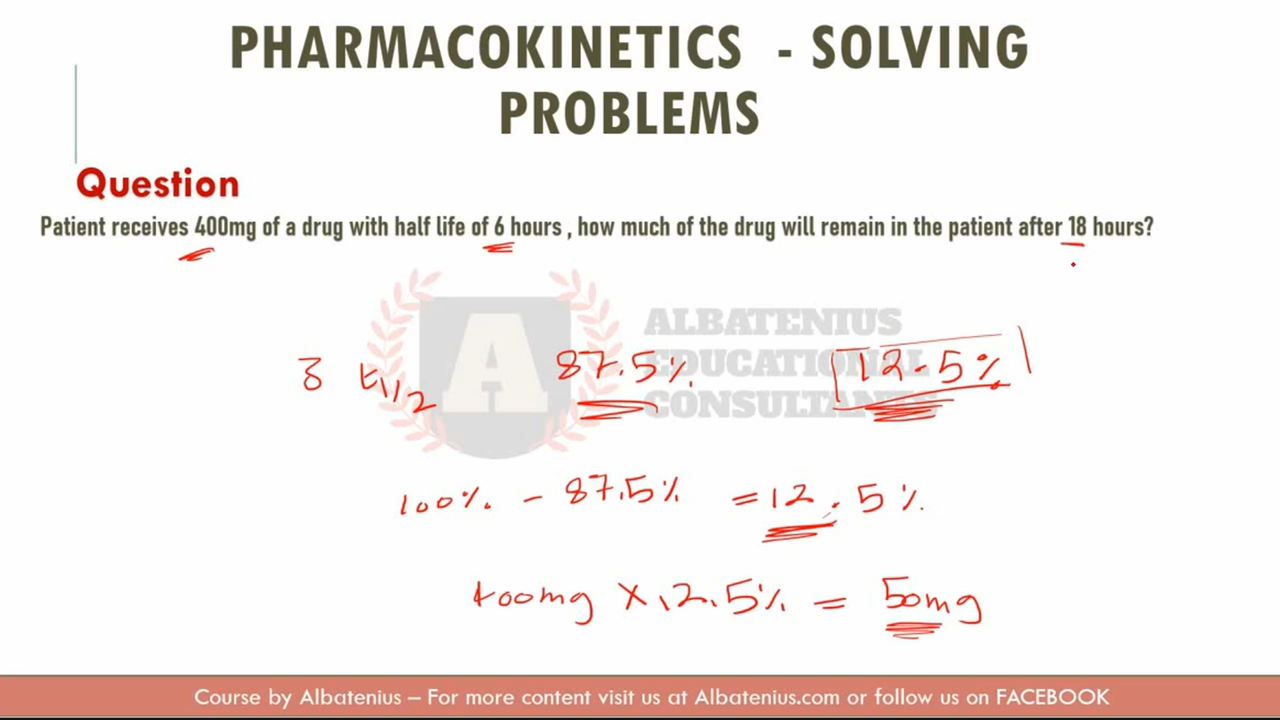 PHARMACOKINETICS - SOLVING
PROBLEMS
Question
Patient receives 400mg of a drug with half life of 6 hours , how much of the drug will remain in the patient after 18 hours?
A
ALBATENIUS
EDUCATIONAL
CONSULTANTS
3 t1/2 87.5% 12.5%
100% - 87.5% = 12.5%
400mg x 12.5% = 50mg
Course by Albatenius – For more content visit us at Albatenius.com or follow us on FACEBOOK